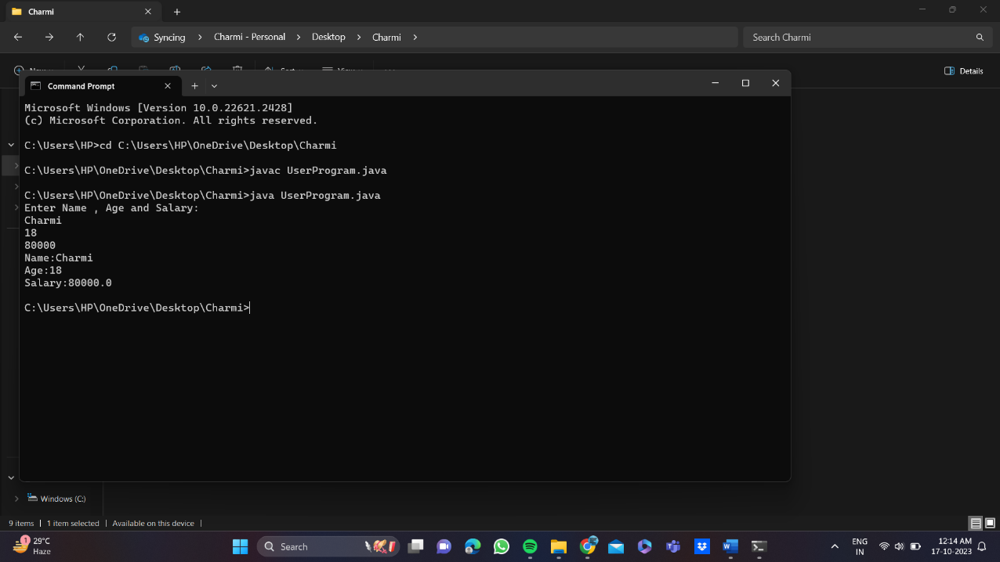 Charmi
Syncing > Charmi - Personal > Desktop > Charmi >
Search Charmi
Details
Command Prompt
Microsoft Windows [Version 10.0.22621.2428]
(c) Microsoft Corporation. All rights reserved.
C:\Users\HP>cd C:\Users\HP\OneDrive\Desktop\Charmi
C:\Users\HP\OneDrive\Desktop\Charmi>javac UserProgram.java
C:\Users\HP\OneDrive\Desktop\Charmi>java UserProgram.java
Enter Name , Age and Salary:
Charmi
18
80000
Name:Charmi
Age:18
Salary:80000.0
C:\Users\HP\OneDrive\Desktop\Charmi>
Windows (C:)
9 items | 1 item selected | Available on this device |
1
29°C
Haze
Search
ENG
IN
12:14 AM
17-10-2023